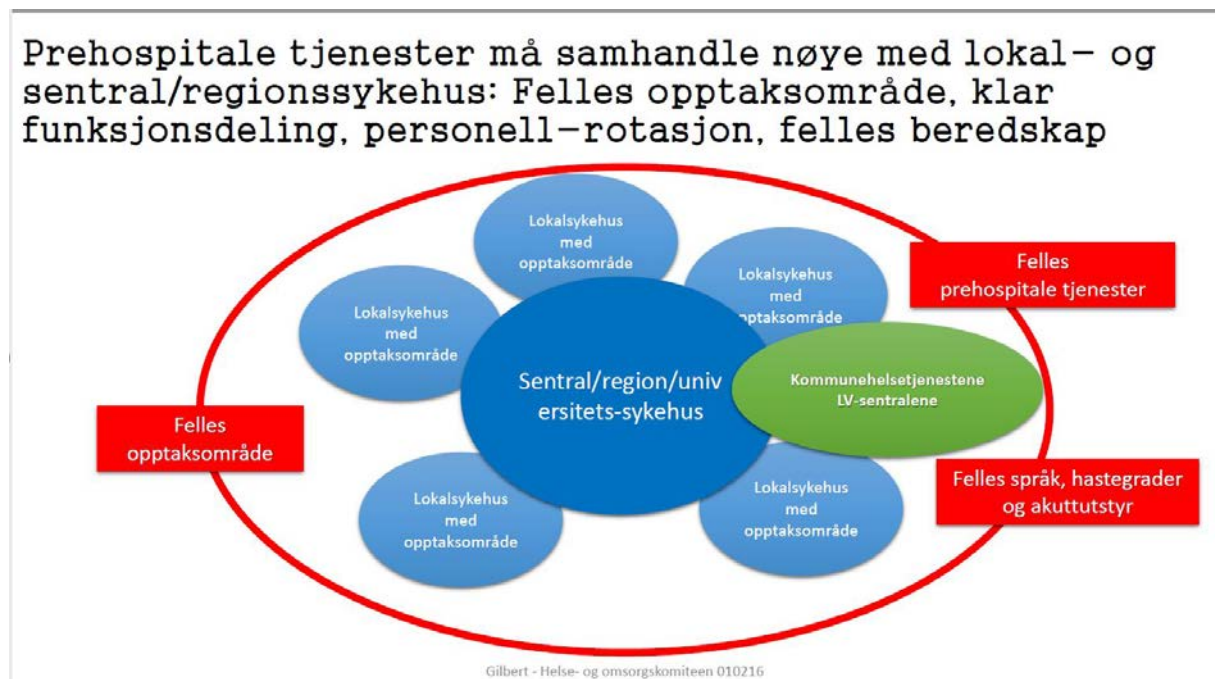 Prehospitale tjenester må samhandle nøye med lokal- og
sentral/regionssykehus: Felles opptaksområde, klar
funksjonsdeling, personell-rotasjon, felles beredskap
Lokalsykehus
med
opptaksområde
Lokalsykehus
med
opptaksområde
Felles
prehospitale tjenester
Lokalsykehus
med
opptaksområde
Sentral/region/univ
ersitets-sykehus
Kommunehelsetjenestene
LV-sentralene
Felles
opptaksområde
Lokalsykehus
med
opptaksområde
Lokalsykehus
med
opptaksområde
Felles språk, hastegrader
og akuttutstyr
Gilbert - Helse- og omsorgskomiteen 010216